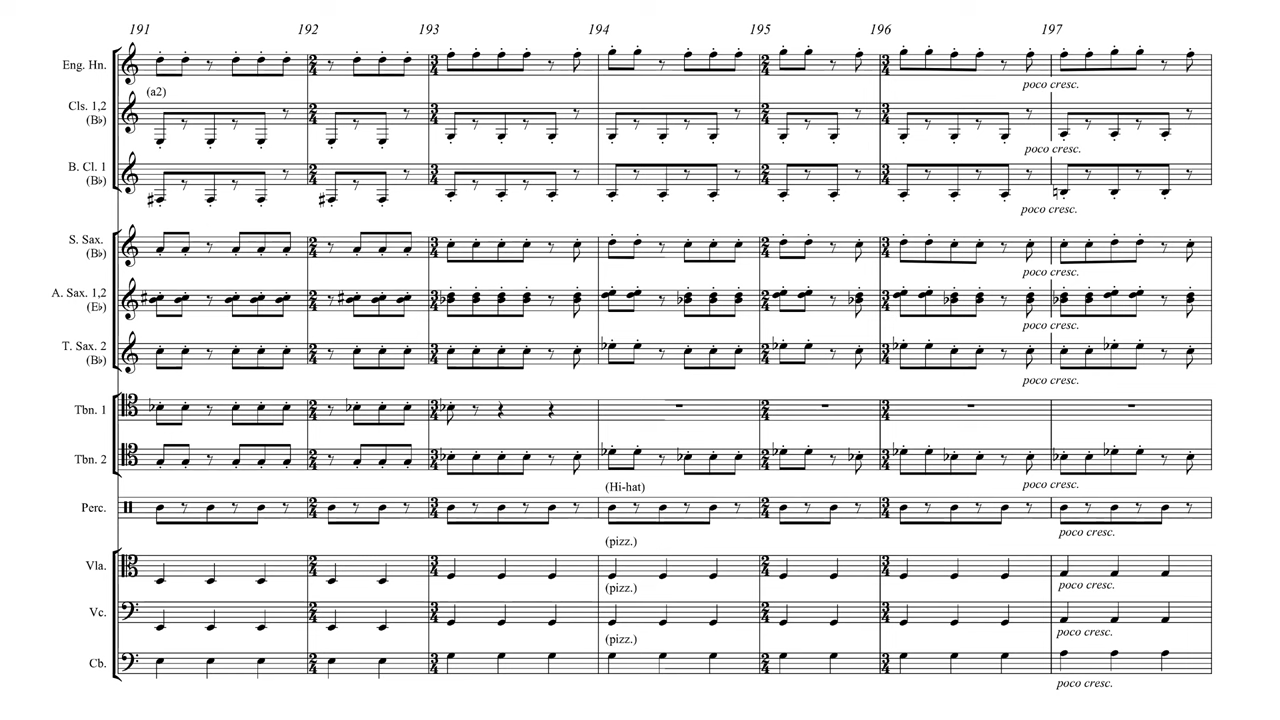 191 192 193 194 195 196 197
Eng. Hn.
poco cresc.
(a2)
Cls. 1,2
(B♭)
poco cresc.
B. Cl. 1
(B♭)
poco cresc.
S. Sax.
(B♭)
poco cresc.
A. Sax. 1,2
(E♭)
poco cresc.
T. Sax. 2
(B♭)
poco cresc.
Tbn. 1
Tbn. 2
poco cresc.
(Hi-hat)
Perc.
poco cresc.
(pizz.)
Vla.
poco cresc.
(pizz.)
Vc.
poco cresc.
(pizz.)
Cb.
poco cresc.